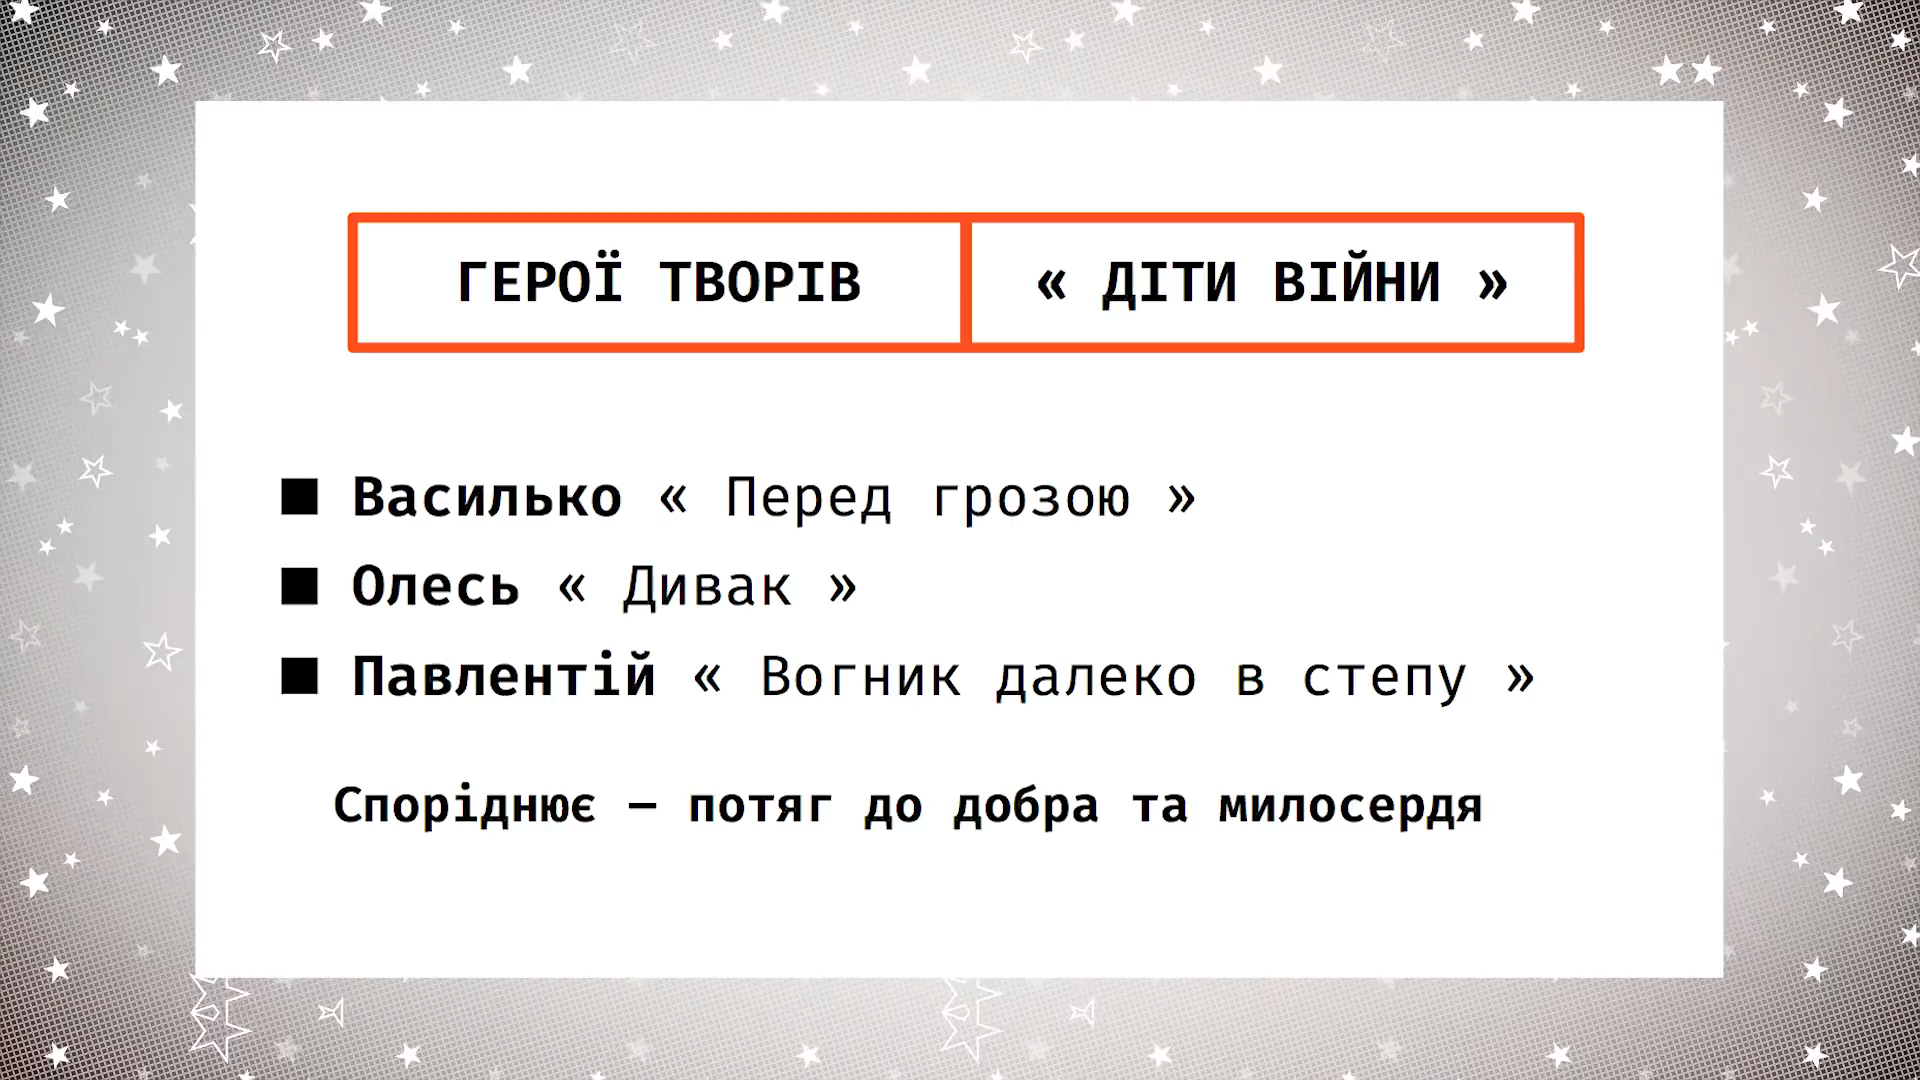 ГЕРОЇ ТВОРІВ « ДІТИ ВІЙНИ »
■ Василько « Перед грозою »
■ Олесь « Дивак »
■ Павлентій « Вогник далеко в степу »
Споріднює – потяг до добра та милосердя